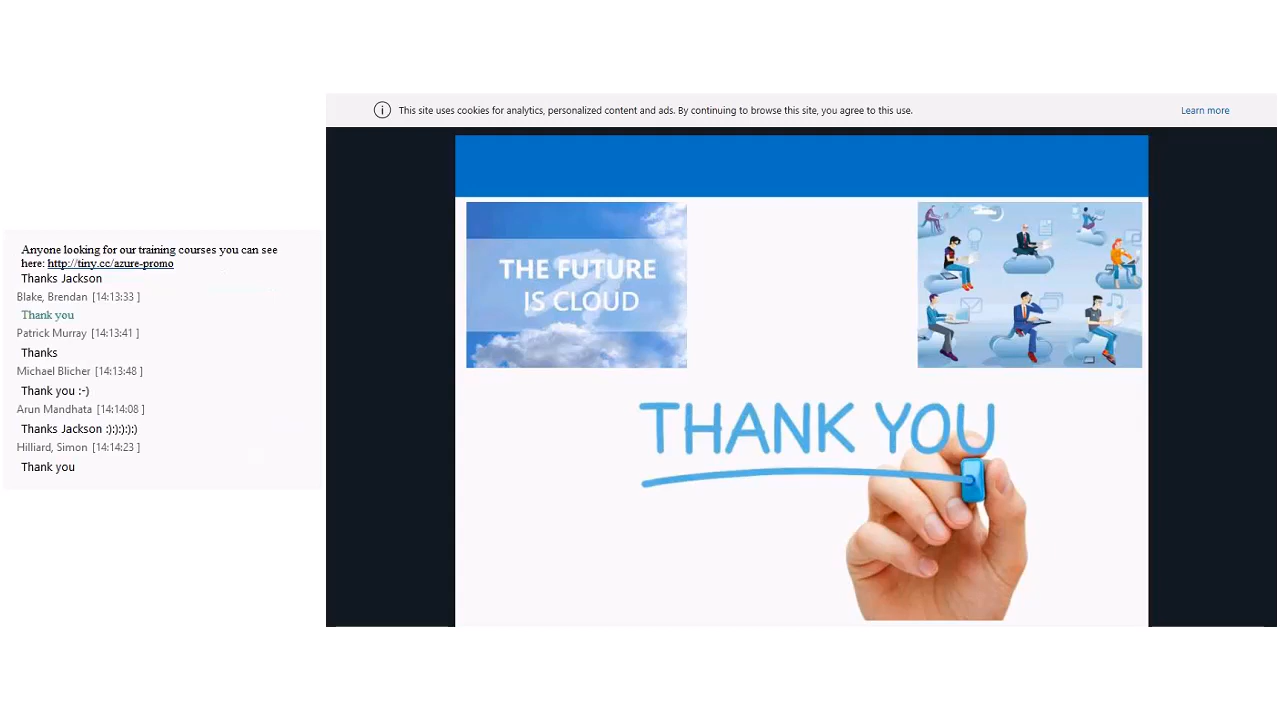 Anyone looking for our training courses you can see
here: http://tiny.cc/azure-promo
Thanks Jackson
Blake, Brendan [14:13:33 ]
Thank you
Patrick Murray [14:13:41 ]
Thanks
Michael Blicher [14:13:48 ]
Thank you :-)
Arun Mandhata [14:14:08 ]
Thanks Jackson :):):):):)
Hilliard, Simon [14:14:23 ]
Thank you
This site uses cookies for analytics, personalized content and ads. By continuing to browse this site, you agree to this use.
Learn more
THE FUTURE
IS CLOUD
THANK YOU